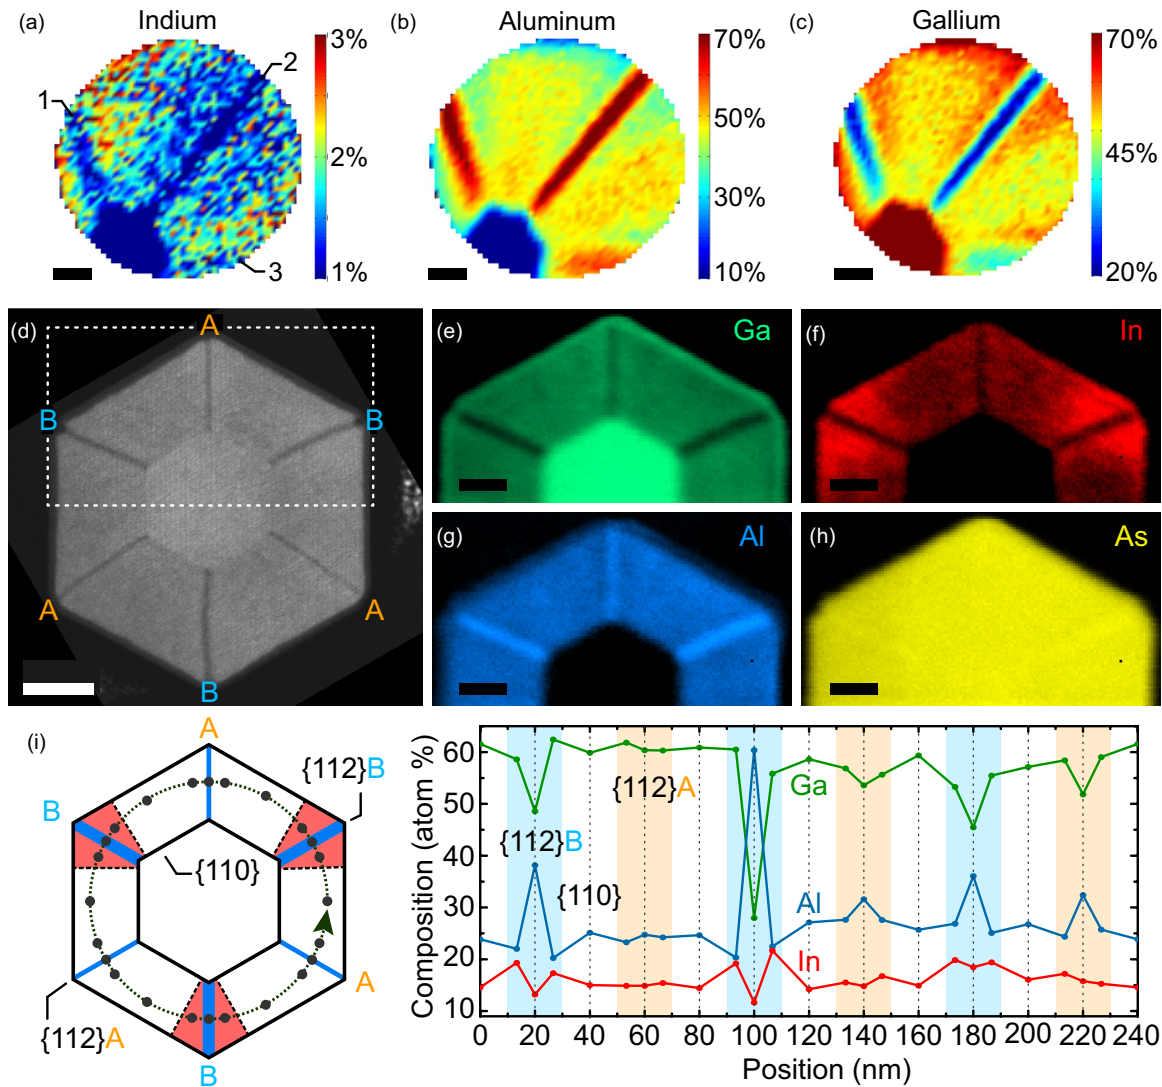 (a) Indium
3%
2%
1%
1
2
3
(b) Aluminum
70%
50%
30%
10%
(c) Gallium
70%
45%
20%
(d)
A
B
B
A
A
B
(e) Ga
(f) In
(g) Al
(h) As
(i)
A
{112}B
B
{110}
A
{112}A
B
Composition (atom %)
60
50
40
30
20
10
{112}A
Ga
{112}B
{110}
Al
In
0 20 40 60 80 100 120 140 160 180 200 220 240
Position (nm)